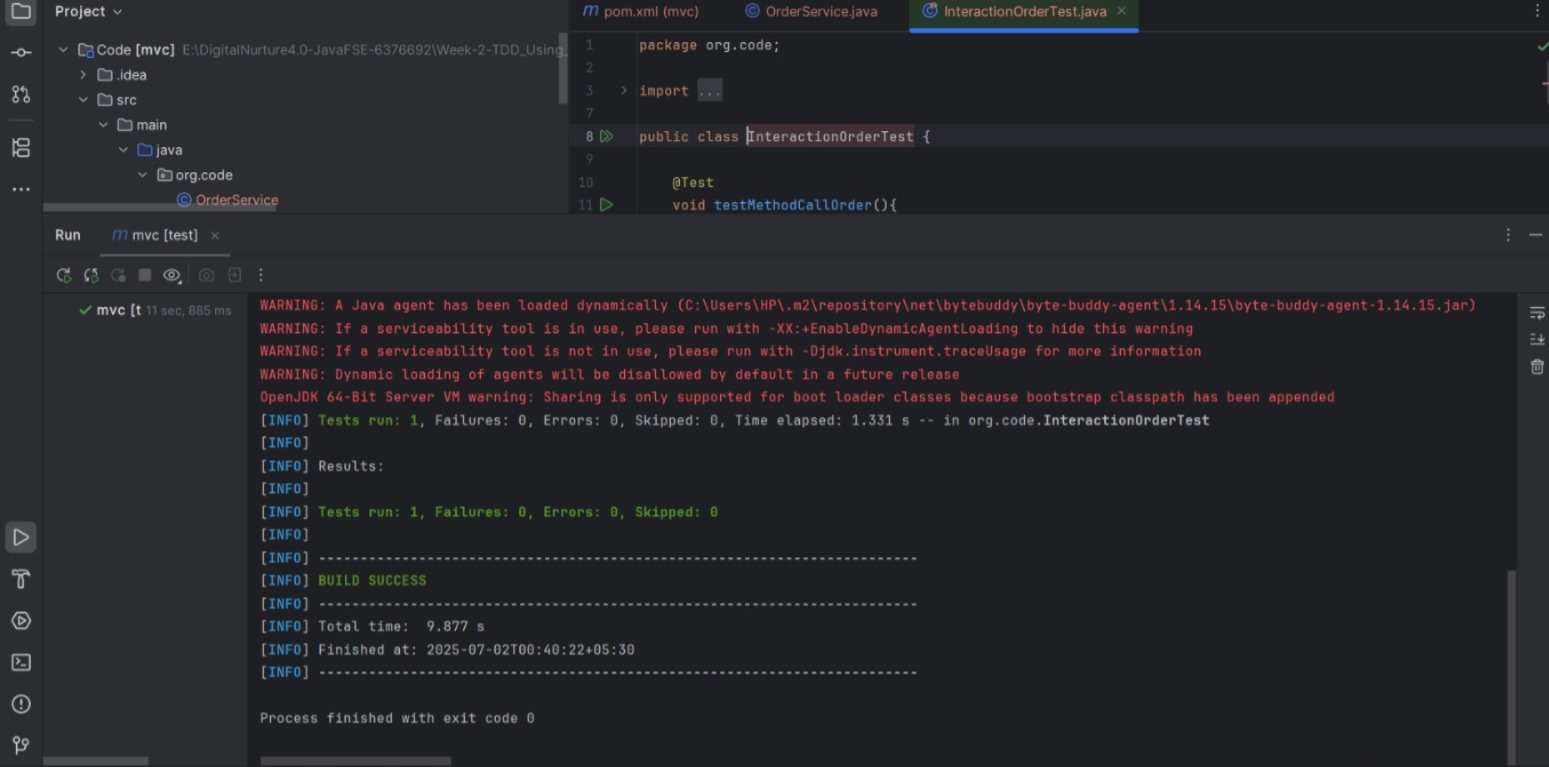 Project
Code [mvc] E:\DigitalNurture4.0-JavaFSE-6376692\Week-2-TDD_Using_
.idea
src
main
java
org.code
OrderService
pom.xml (mvc)
OrderService.java
InteractionOrderTest.java
1 package org.code;
2
3 import ...
7
8 public class InteractionOrderTest {
9
10 @Test
11 void testMethodCallOrder(){
Run
mvc [test]
mvc [t 11 sec, 885 ms
WARNING: A Java agent has been loaded dynamically (C:\Users\HP\.m2\repository\net\bytebuddy\byte-buddy-agent\1.14.15\byte-buddy-agent-1.14.15.jar)
WARNING: If a serviceability tool is in use, please run with -XX:+EnableDynamicAgentLoading to hide this warning
WARNING: If a serviceability tool is not in use, please run with -Djdk.instrument.traceUsage for more information
WARNING: Dynamic loading of agents will be disallowed by default in a future release
OpenJDK 64-Bit Server VM warning: Sharing is only supported for boot loader classes because bootstrap classpath has been appended
[INFO] Tests run: 1, Failures: 0, Errors: 0, Skipped: 0, Time elapsed: 1.331 s -- in org.code.InteractionOrderTest
[INFO]
[INFO] Results:
[INFO]
[INFO] Tests run: 1, Failures: 0, Errors: 0, Skipped: 0
[INFO]
[INFO] ------------------------------------------------------------------------
[INFO] BUILD SUCCESS
[INFO] ------------------------------------------------------------------------
[INFO] Total time:  9.877 s
[INFO] Finished at: 2025-07-02T00:40:22+05:30
[INFO] ------------------------------------------------------------------------
Process finished with exit code 0